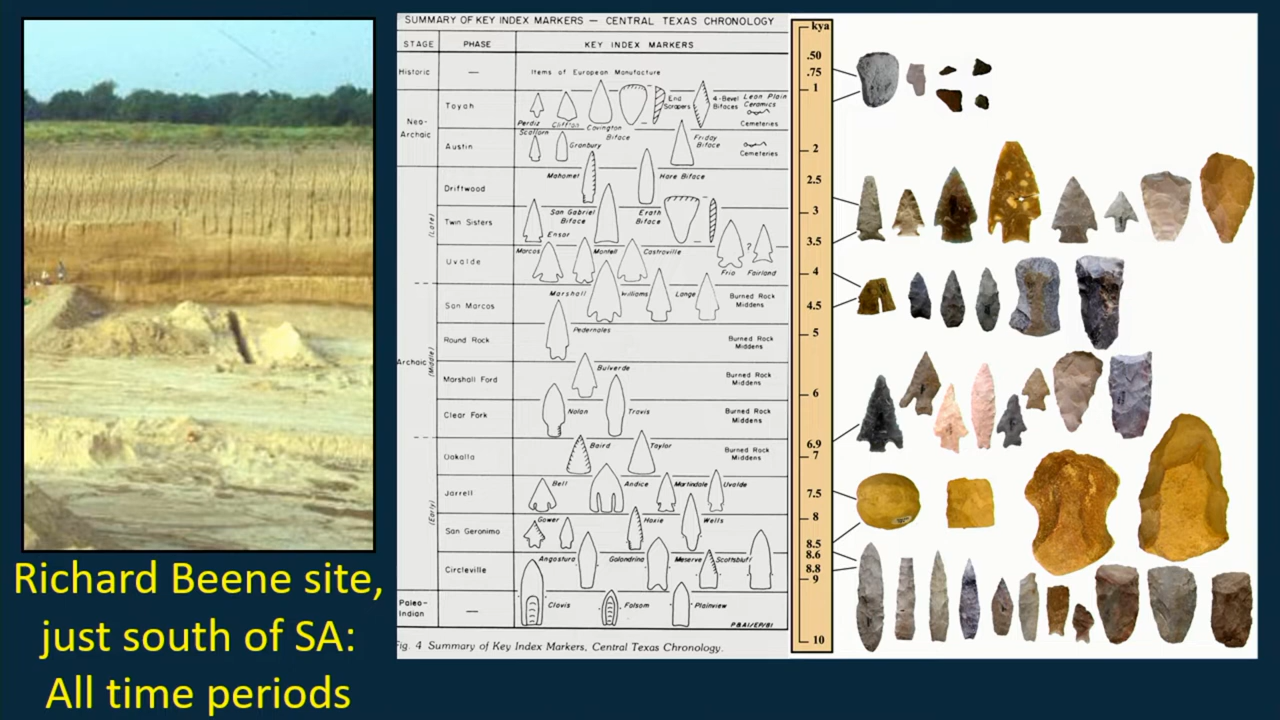 Richard Beene site,
just south of SA:
All time periods
SUMMARY OF KEY INDEX MARKERS — CENTRAL TEXAS CHRONOLOGY
STAGE PHASE KEY INDEX MARKERS
Historic — Items of European Manufacture
Neo-
Archaic
Toyah
Perdiz Cliffton Covington
Biface
End
Scrapers
4-Bevel
Bifaces
Leon Plain
Ceramics
Cemeteries
Austin
Scallorn
Granbury
Friday
Biface
Cemeteries
Archaic
(Late)
Driftwood
Mahomet Hare Biface
Twin Sisters
Ensor
San Gabriel
Biface
Erath
Biface
Uvalde
Marcos Montell Castroville
? Frio Fairland
(Middle)
San Marcos
Marshall Williams Lange
Burned Rock
Middens
Round Rock
Pedernales
Burned Rock
Middens
Marshall Ford
Bulverde
Burned Rock
Middens
Clear Fork
Nolan Travis
Burned Rock
Middens
(Early)
Oakalla
Baird Taylor
Burned Rock
Middens
Jarrell
Bell Andice Martindale Uvalde
San Geronimo
Gower Hoxie Wells
Circleville
Angostura Golondrina Meserve Scottsbluff
Paleo-
Indian
—
Clovis Folsom Plainview
PBAI/EP/81
ig. 4 Summary of Key Index Markers, Central Texas Chronology.
kya
.50
.75
1
2
2.5
3
3.5
4
4.5
5
6
6.9
7
7.5
8
8.5
8.6
8.8
9
10